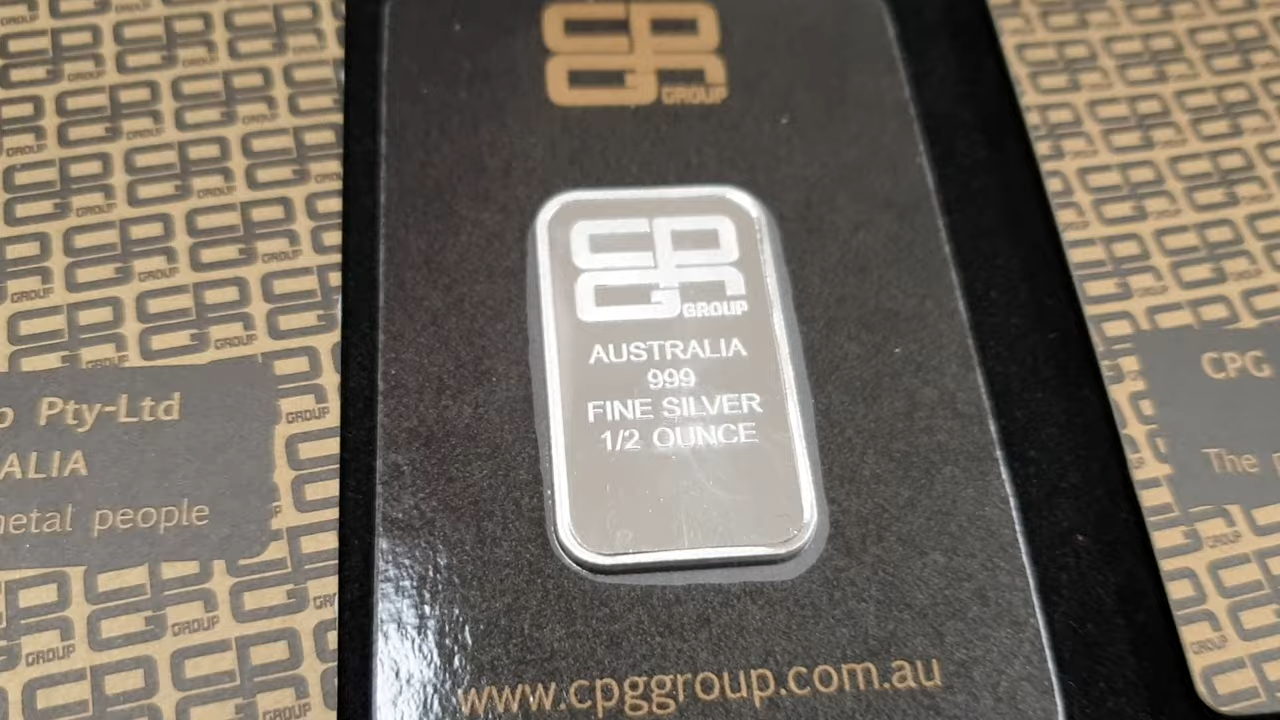 CPG
GROUP
CPG
GROUP
AUSTRALIA
999
FINE SILVER
1/2 OUNCE
www.cpggroup.com.au
Pty-Ltd
ALIA
etal people
CPG
The